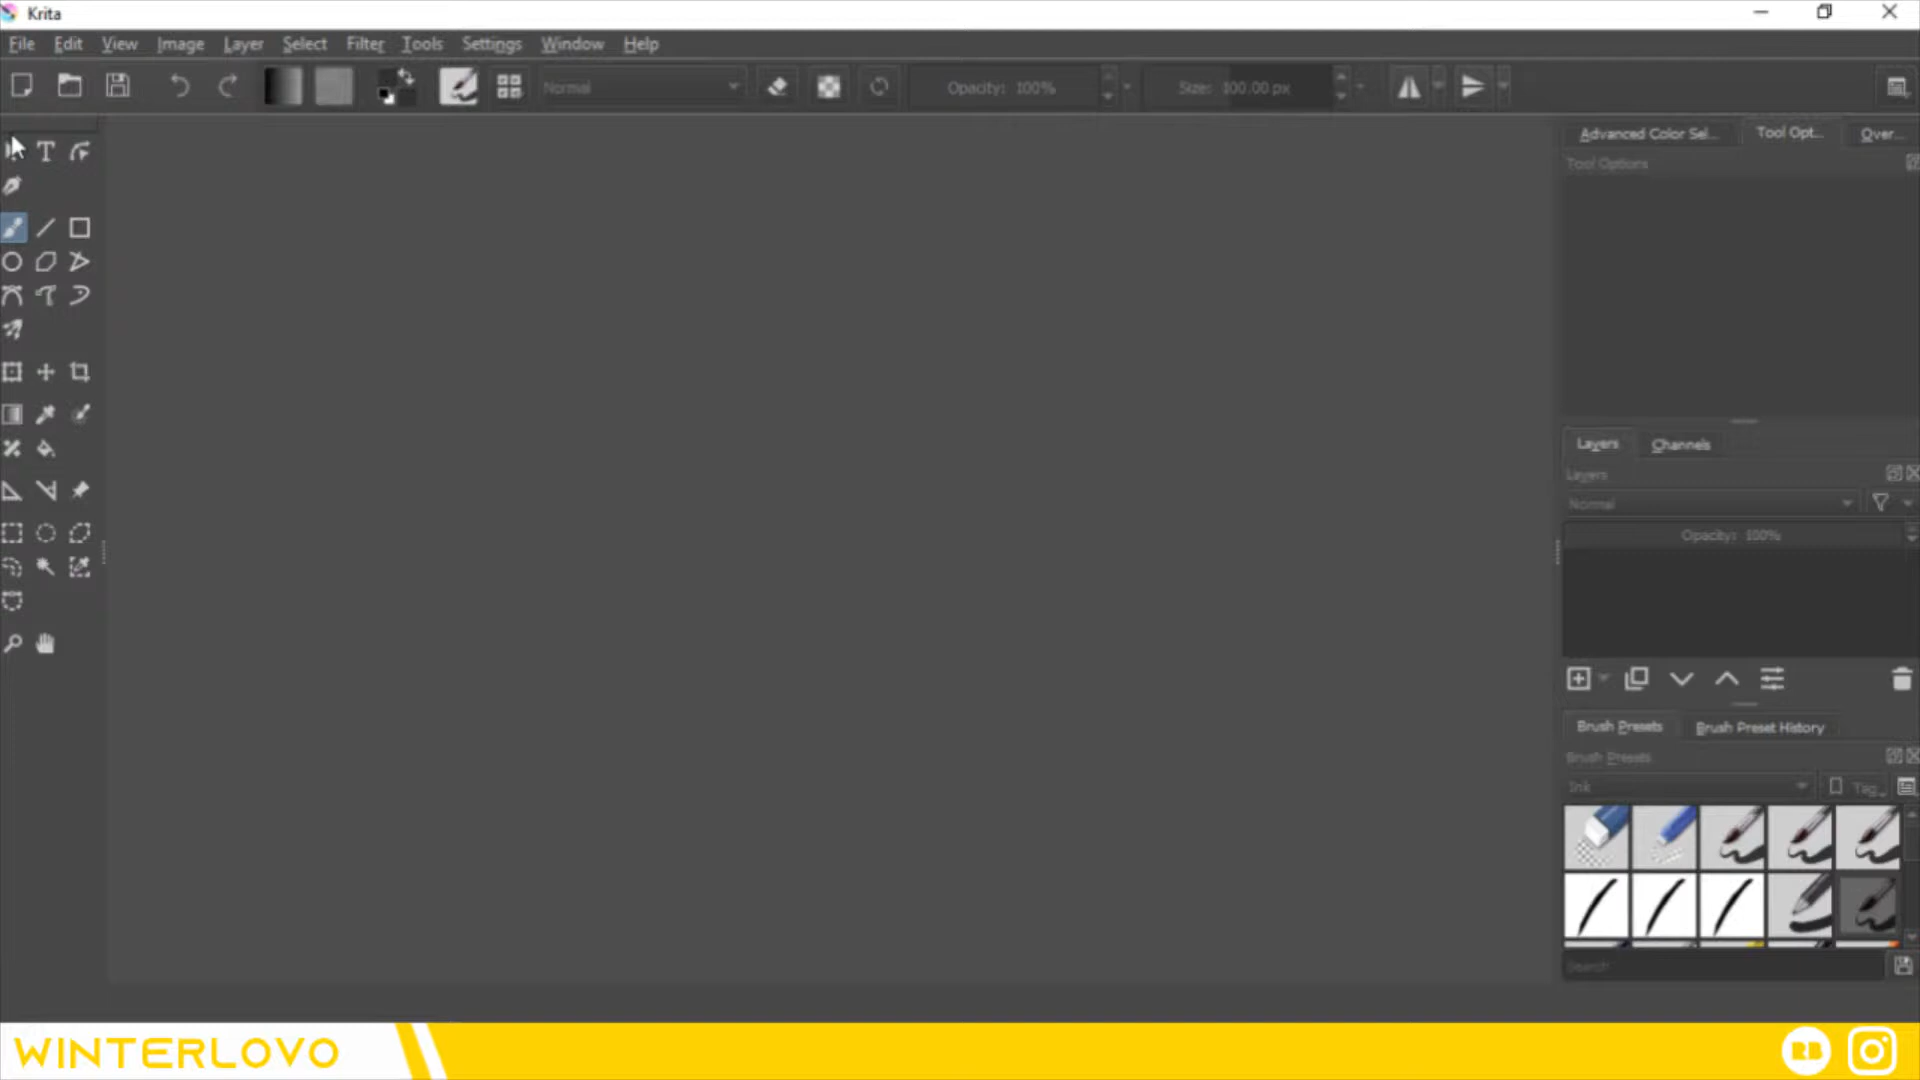 Krita
File Edit View Image Layer Select Filter Tools Settings Window Help
Normal Opacity: 100% Size: 100.00 px
Advanced Color Sel... Tool Opt... Over...
Tool Options
Layers Channels
Layers
Normal
Opacity: 100%
Brush Presets Brush Preset History
Brush Presets
Ink Tag
Search
WINTERLOVO RB